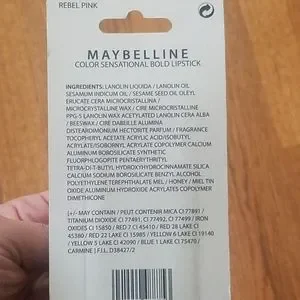 REBEL PINK
MAYBELLINE
COLOR SENSATIONAL BOLD LIPSTICK
INGREDIENTS: LANOLIN LIQUIDA / LANOLIN OIL
SESAMUM INDICUM OIL / SESAME SEED OIL OLEYL
ERUCATE CERA MICROCRISTALLINA /
MICROCRYSTALLINE WAX / CIRE MICROCRISTALLINE
PPG-5 LANOLIN WAX ACETYLATED LANOLIN CERA ALBA
/ BEESWAX / CIRE DABEILLE ALUMINA
DISTEARDIMONIUM HECTORITE PARFUM / FRAGRANCE
TOCOPHERYL ACETATE ACRYLIC ACID/ISOBUTYL
ACRYLATE/ISOBORNYL ACRYLATE COPOLYMER CALCIUM
ALUMINUM BOROSILICATE SYNTHETIC
FLUORPHLOGOPITE PENTAERYTHRITYL
TETRA-DI-T-BUTYL HYDROXYHYDROCINNAMATE SILICA
CALCIUM SODIUM BOROSILICATE BENZYL ALCOHOL
POLYETHYLENE TEREPHTHALATE MEL / HONEY / MIEL TIN
OXIDE ALUMINUM HYDROXIDE ACRYLATES COPOLYMER
DIMETHICONE
[+/- MAY CONTAIN / PEUT CONTENIR MICA CI 77891 /
TITANIUM DIOXIDE CI 77491, CI 77492, CI 77499 / IRON
OXIDES CI 15850 / RED 7 CI 45410 / RED 28 LAKE CI
45380 / RED 22 LAKE CI 15985 / YELLOW 6 LAKE CI 19140
/ YELLOW 5 LAKE CI 42090 / BLUE 1 LAKE CI 75470 /
CARMINE ] F.I.L. D38427/2